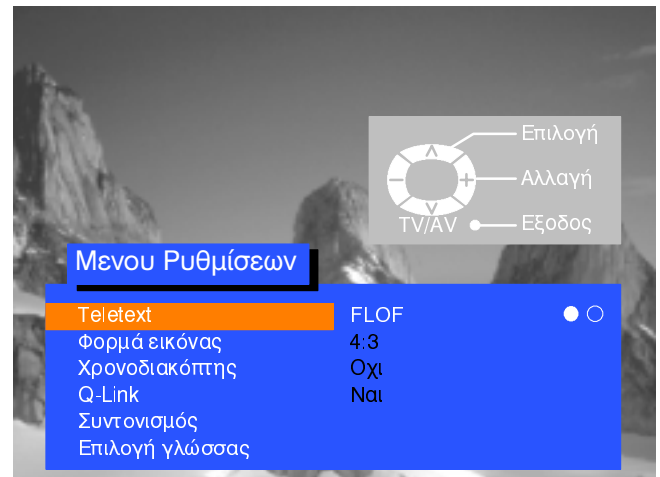 Επιλογή
Αλλαγή
TV/AV Εξοδος
Μενου Ρυθμίσεων
Teletext FLOF
Φορμά εικόνας 4:3
Χρονοδιακόπτης Οχι
Q-Link Ναι
Συντονισμός
Επιλογή γλώσσας